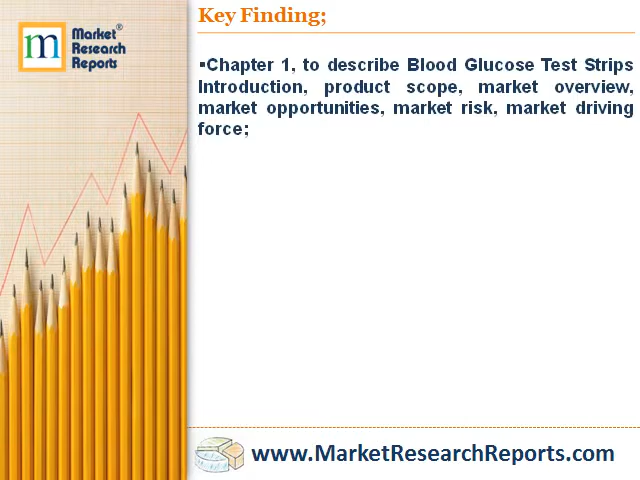 Key Finding;
m
Market®
Research
Reports
▪Chapter 1, to describe Blood Glucose Test Strips
Introduction, product scope, market overview,
market opportunities, market risk, market driving
force;
www.MarketResearchReports.com